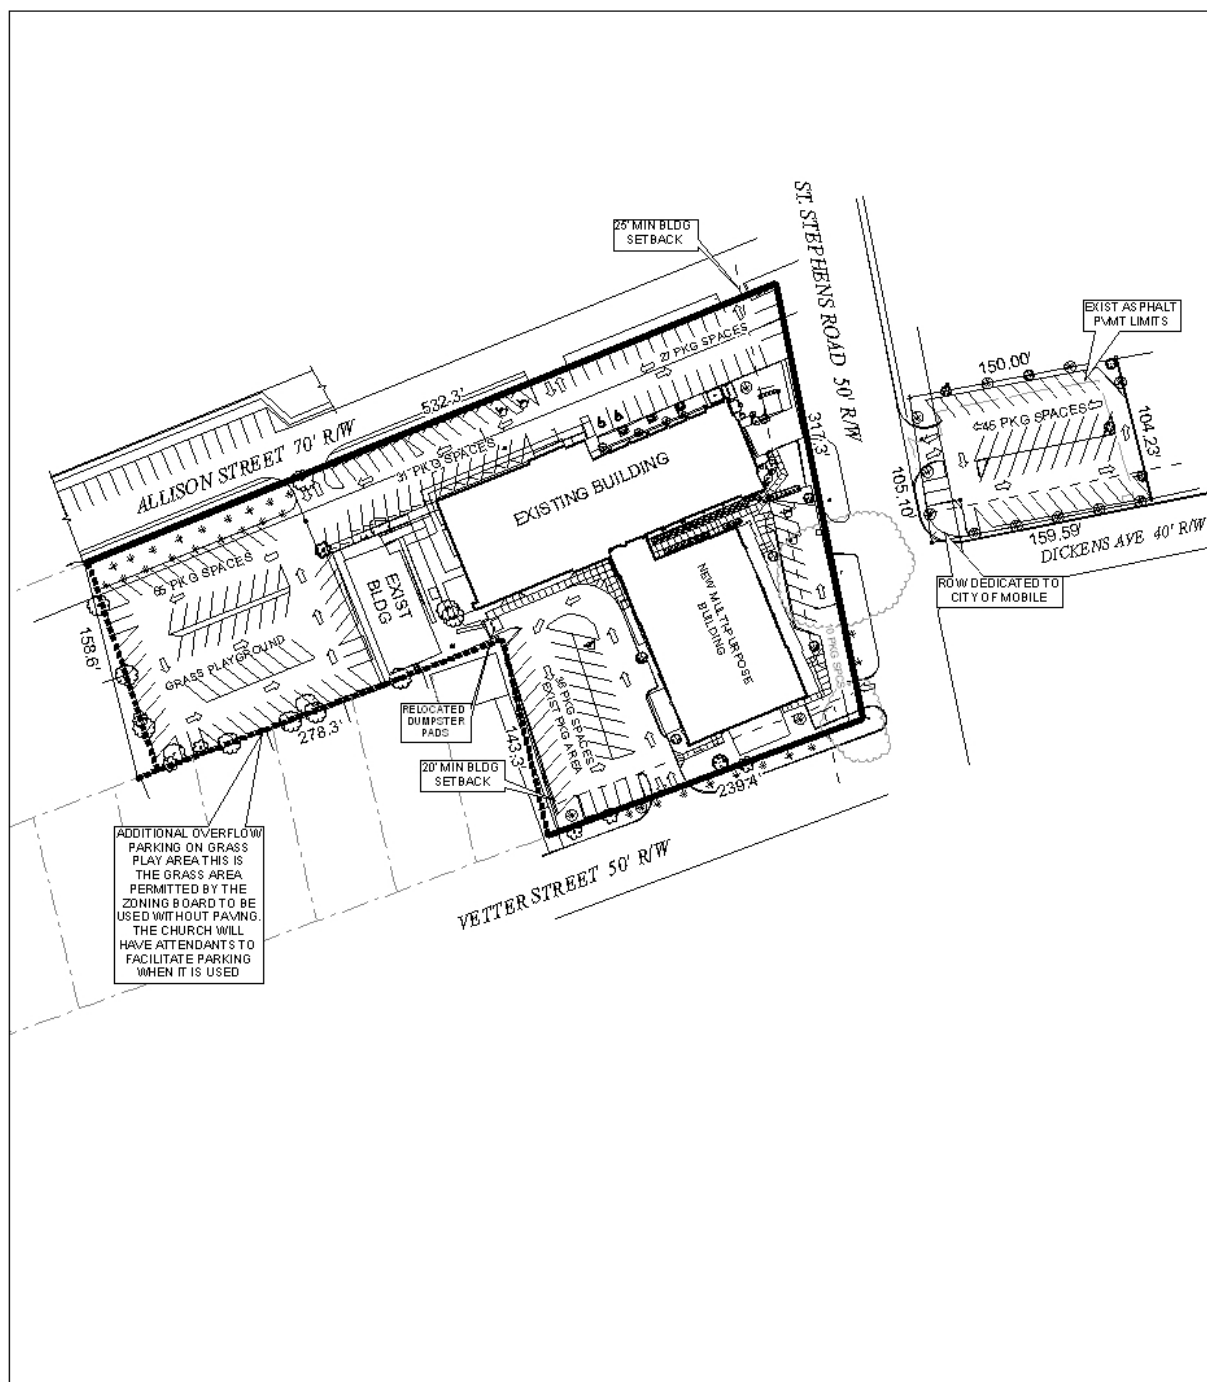 25' MIN BLDG
SETBACK
ST. STEPHENS ROAD 50' R/W
EXIST ASPHALT
PVMT LIMITS
150.00'
27 PKG SPACES
532.3'
317.3'
45 PKG SPACES
104.23'
ALLISON STREET 70' R/W
31 PKG SPACES
EXISTING BUILDING
105.10'
159.59'
DICKENS AVE 40' R/W
65 PKG SPACES
EXIST
BLDG
NEW MULTI-PURPOSE
BUILDING
ROW DEDICATED TO
CITY OF MOBILE
158.6'
GRASS PLAYGROUND
10 PKG SPCS
RELOCATED
DUMPSTER
PADS
36 PKG SPACES
EXIST PKG AREA
278.3'
143.3'
20' MIN BLDG
SETBACK
239.4'
ADDITIONAL OVERFLOW
PARKING ON GRASS
PLAY AREA THIS IS
THE GRASS AREA
PERMITTED BY THE
ZONING BOARD TO BE
USED WITHOUT PAVING.
THE CHURCH WILL
HAVE ATTENDANTS TO
FACILITATE PARKING
WHEN IT IS USED
VETTER STREET 50' R/W